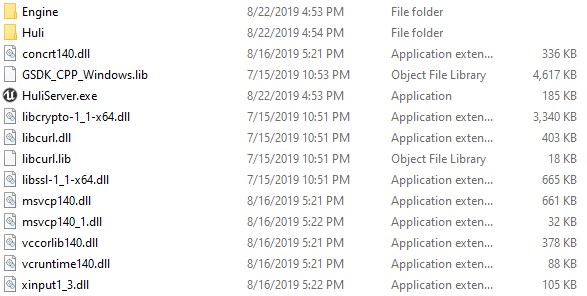 Engine 8/22/2019 4:53 PM File folder
Huli 8/22/2019 4:54 PM File folder
concrt140.dll 8/16/2019 5:21 PM Application exten... 336 KB
GSDK_CPP_Windows.lib 7/15/2019 10:53 PM Object File Library 4,617 KB
HuliServer.exe 8/22/2019 4:53 PM Application 185 KB
libcrypto-1_1-x64.dll 7/15/2019 10:51 PM Application exten... 3,340 KB
libcurl.dll 7/15/2019 10:51 PM Application exten... 403 KB
libcurl.lib 7/15/2019 10:51 PM Object File Library 18 KB
libssl-1_1-x64.dll 7/15/2019 10:51 PM Application exten... 665 KB
msvcp140.dll 8/16/2019 5:21 PM Application exten... 661 KB
msvcp140_1.dll 8/16/2019 5:22 PM Application exten... 32 KB
vccorlib140.dll 8/16/2019 5:21 PM Application exten... 378 KB
vcruntime140.dll 8/16/2019 5:21 PM Application exten... 88 KB
xinput1_3.dll 8/16/2019 5:22 PM Application exten... 105 KB